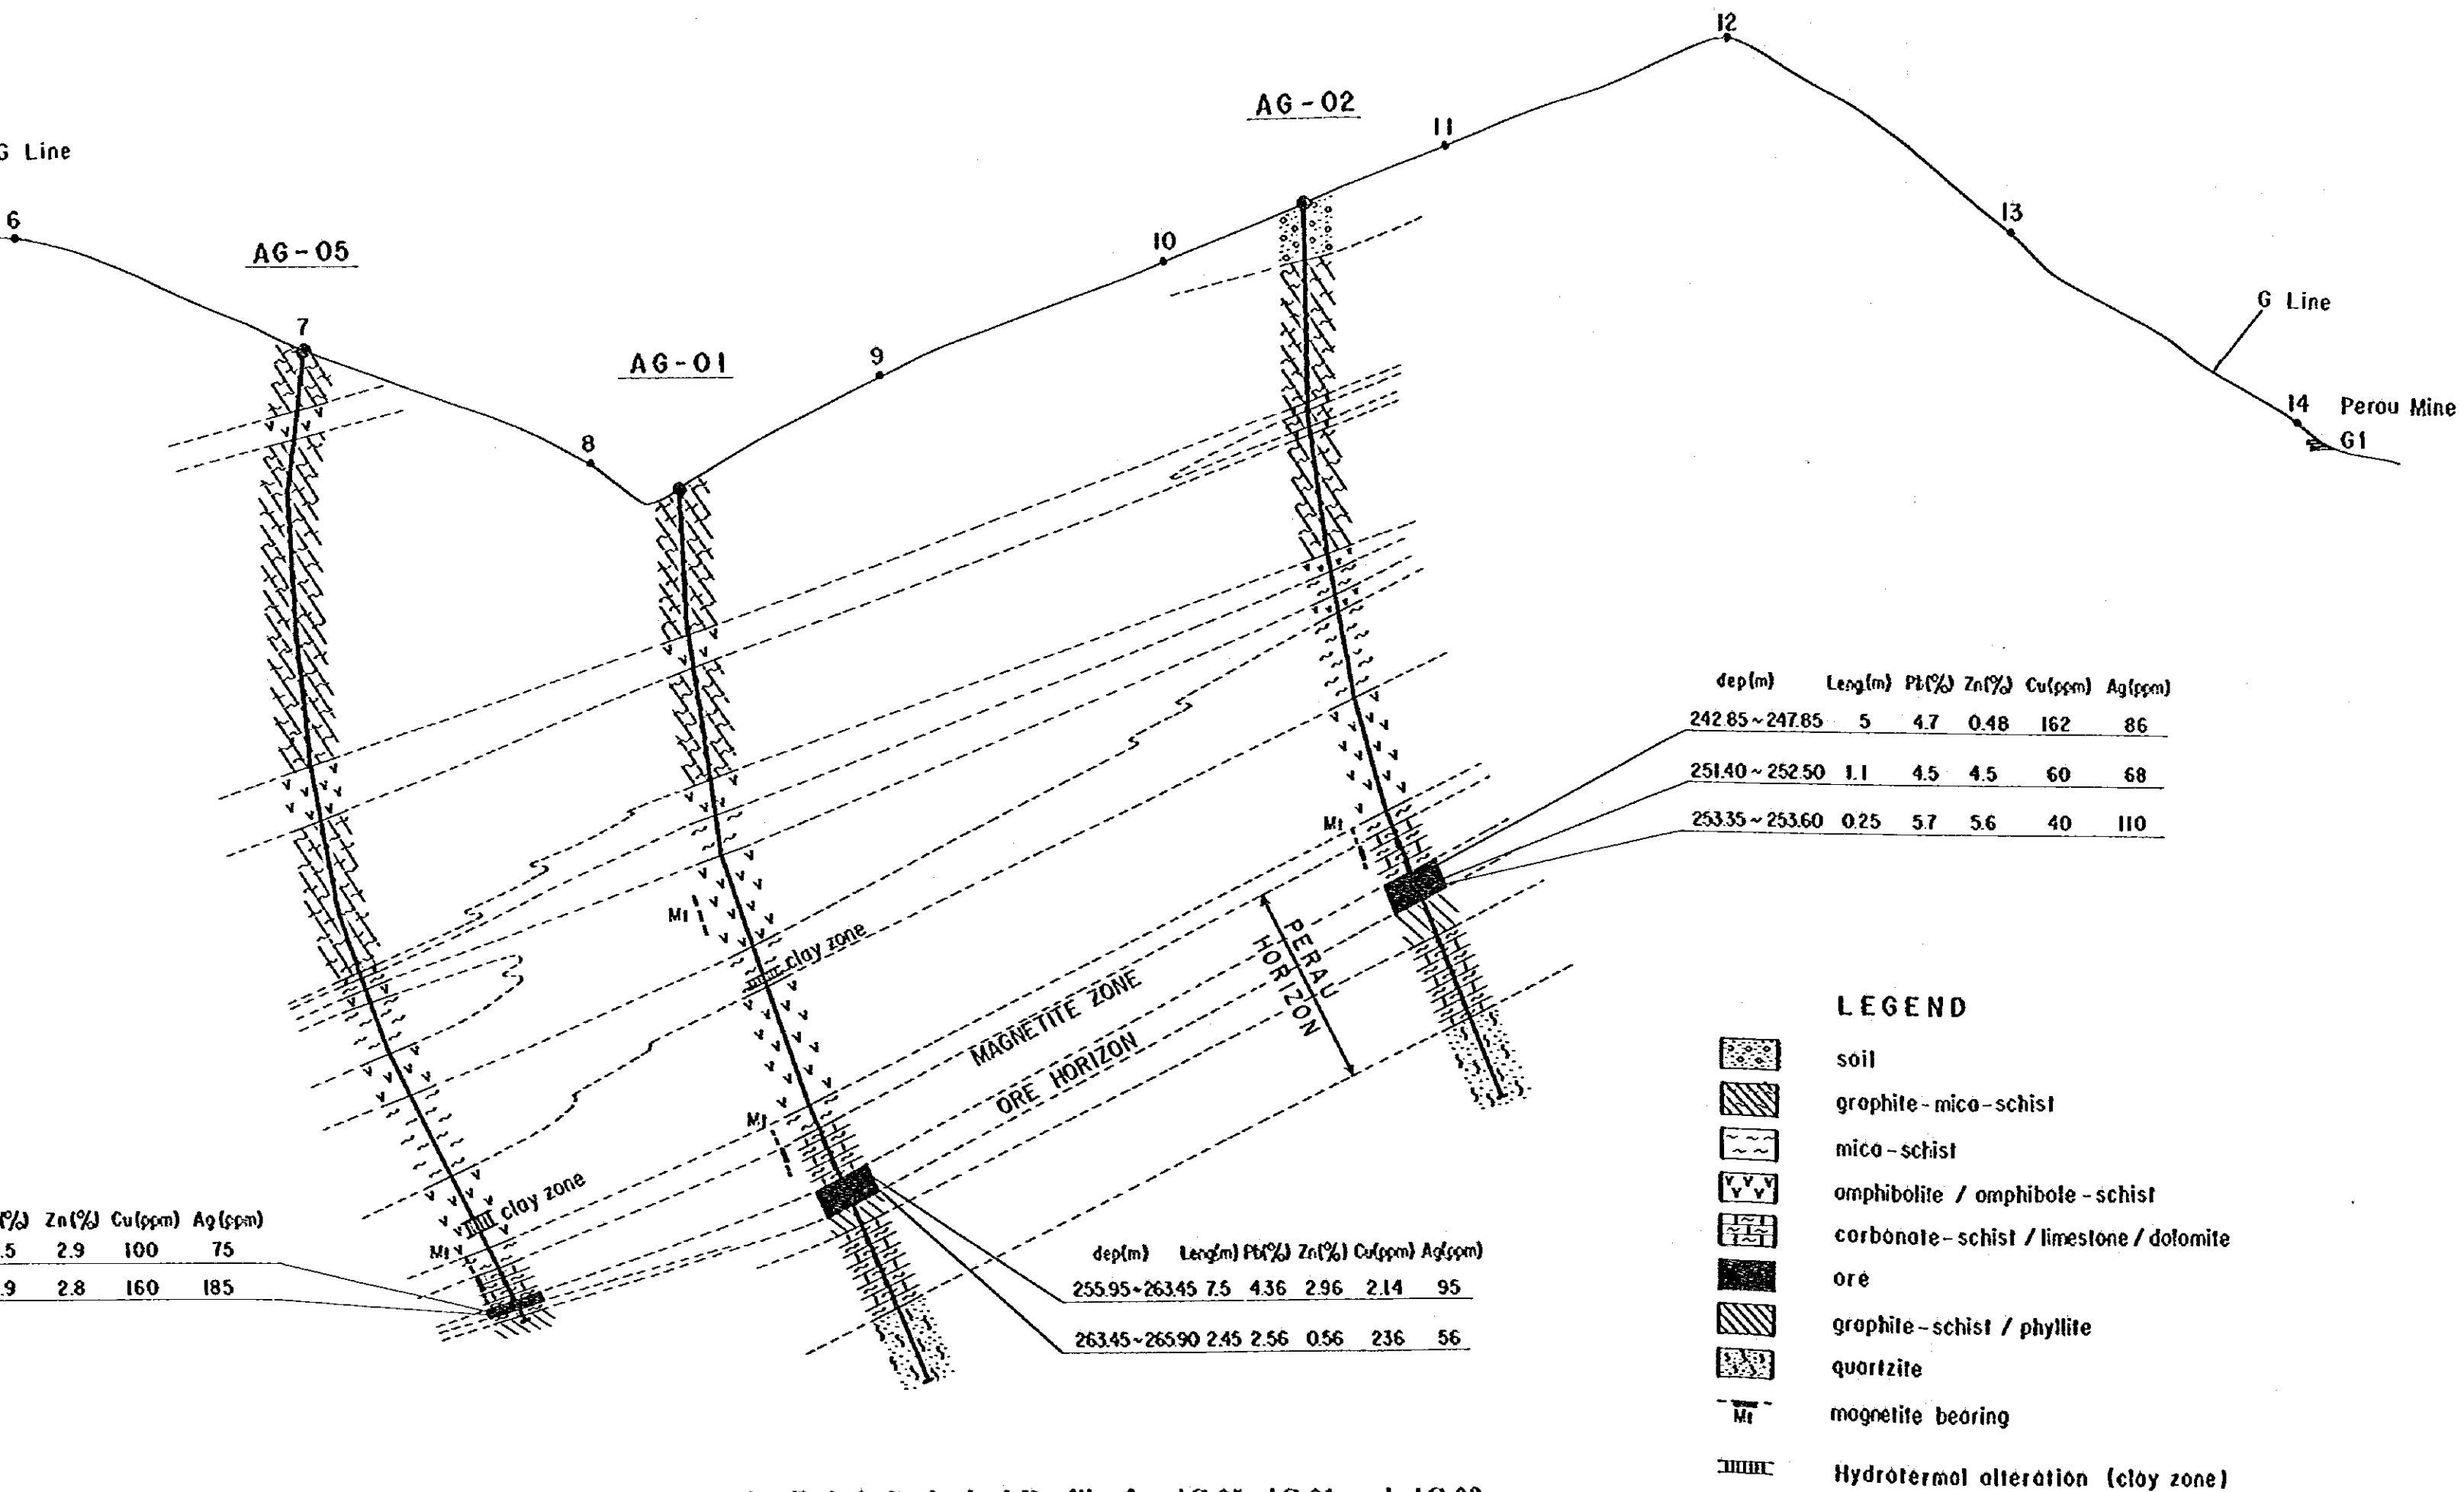 12
AG-02
11
G Line
6
13
10
AG-05
G Line
7
AG-01
9
14 Perou Mine
G1
8
dep(m) Leng(m) Pb(%) Zn(%) Cu(ppm) Ag(ppm)
242.85~247.85 5 4.7 0.48 162 86
251.40~252.50 1.1 4.5 4.5 60 68
253.35~253.60 0.25 5.7 5.6 40 110
Mt
Mt
clay zone
PERAU
HORIZON
MAGNETITE ZONE
ORE HORIZON
Mt
clay zone
Mt
(%) Zn(%) Cu(ppm) Ag(ppm)
.5 2.9 100 75
.9 2.8 160 185
dep(m) Leng(m) Pb(%) Zn(%) Cu(ppm) Ag(ppm)
255.95~263.45 7.5 4.36 2.96 2.14 95
263.45~265.90 2.45 2.56 0.56 236 56
LEGEND
soil
graphite-mica-schist
mica-schist
amphibolite / amphibole-schist
carbonate-schist / limestone / dolomite
ore
graphite-schist / phyllite
quartzite
Mt magnetite bearing
Hydrotermal alteration (clay zone)